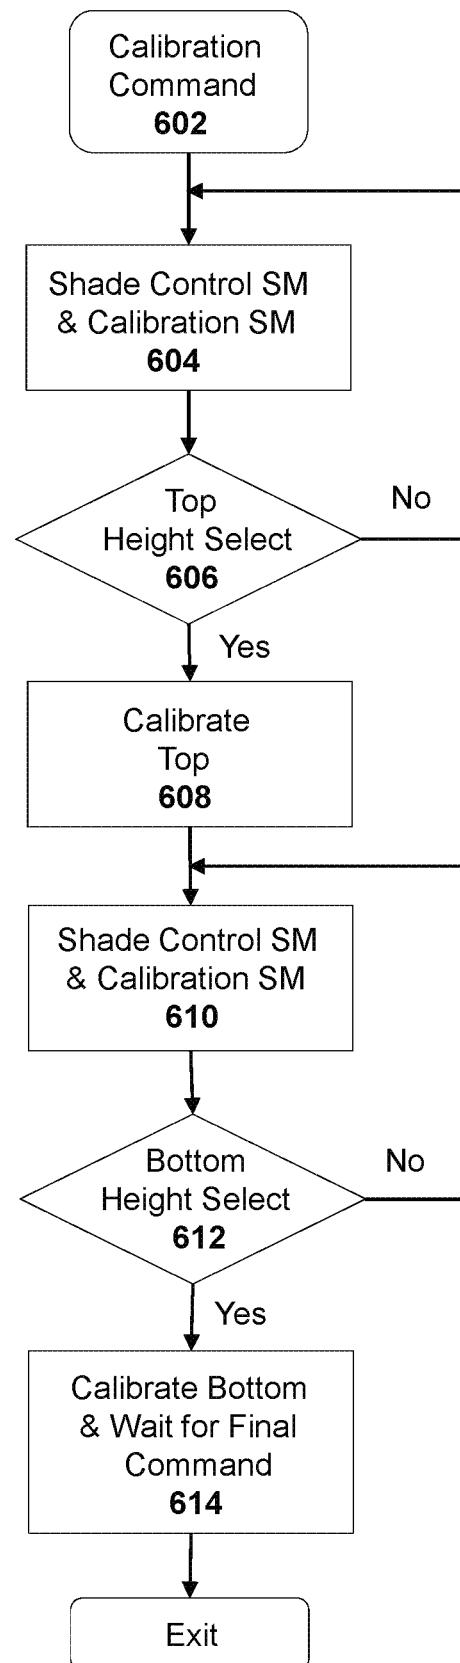 Calibration
Command
602
Shade Control SM
& Calibration SM
604
Top
Height Select
606
No
Yes
Calibrate
Top
608
Shade Control SM
& Calibration SM
610
Bottom
Height Select
612
No
Yes
Calibrate Bottom
& Wait for Final
Command
614
Exit